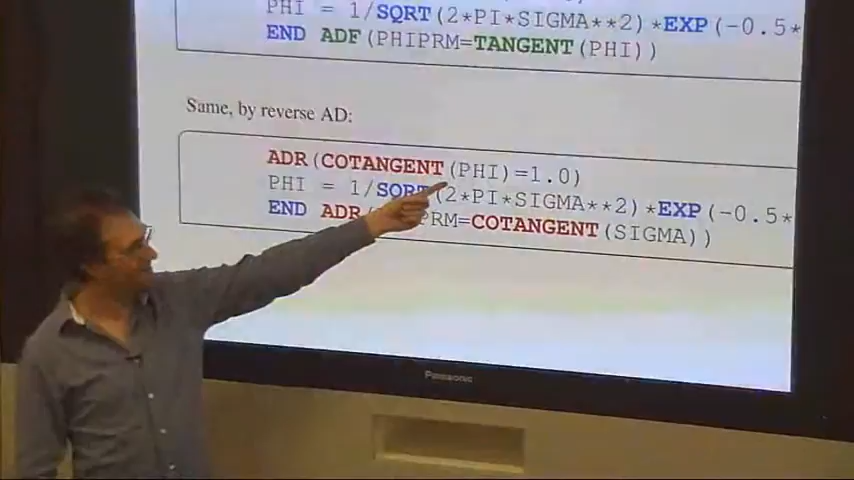 PHI = 1/SQRT(2*PI*SIGMA**2)*EXP(-0.5*
END ADF(PHIPRM=TANGENT(PHI))
Same, by reverse AD:
ADR(COTANGENT(PHI)=1.0)
PHI = 1/SQRT(2*PI*SIGMA**2)*EXP(-0.5*
END ADR PRM=COTANGENT(SIGMA))
Panasonic